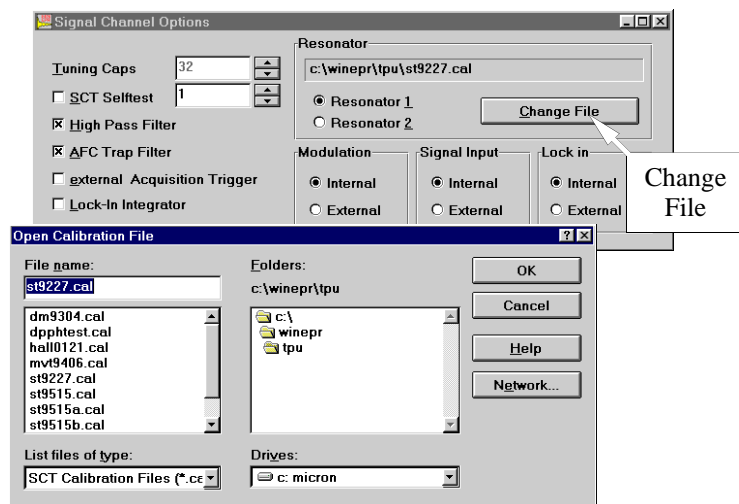 Signal Channel Options
Resonator
Tuning Caps 32
c:\winepr\tpu\st9227.cal
SCT Selftest 1
Resonator 1
Change File
High Pass Filter
Resonator 2
AFC Trap Filter
Modulation Signal Input Lock in
external Acquisition Trigger
Internal Internal Internal
Lock-In Integrator
External External External
Change
File
Open Calibration File
File name:
st9227.cal
dm9304.cal
dpphtest.cal
hall0121.cal
mvt9406.cal
st9227.cal
st9515.cal
st9515a.cal
st9515b.cal
List files of type:
SCT Calibration Files (*.ca
Folders:
c:\winepr\tpu
c:\
winepr
tpu
Drives:
c: micron
OK
Cancel
Help
Network...